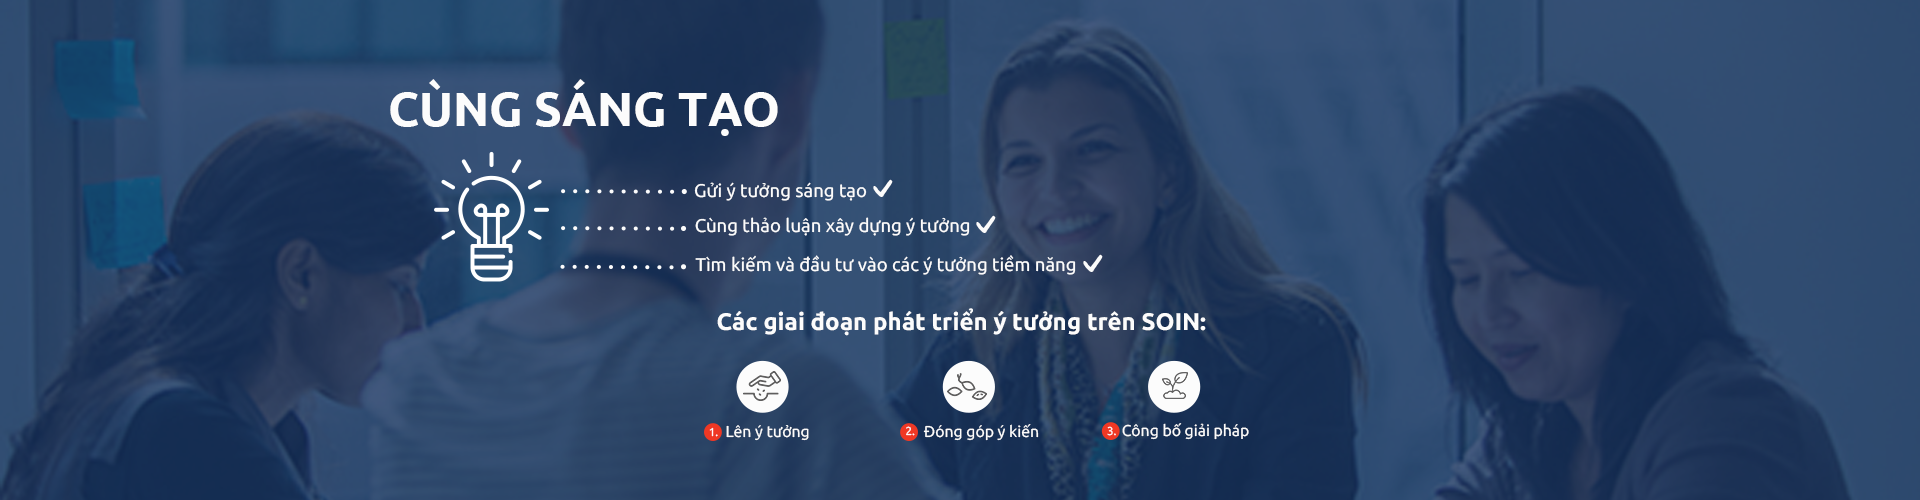 CÙNG SÁNG TẠO
Gửi ý tưởng sáng tạo
Cùng thảo luận xây dựng ý tưởng
Tìm kiếm và đầu tư vào các ý tưởng tiềm năng
Các giai đoạn phát triển ý tưởng trên SOIN:
1. Lên ý tưởng
2. Đóng góp ý kiến
3. Công bố giải pháp